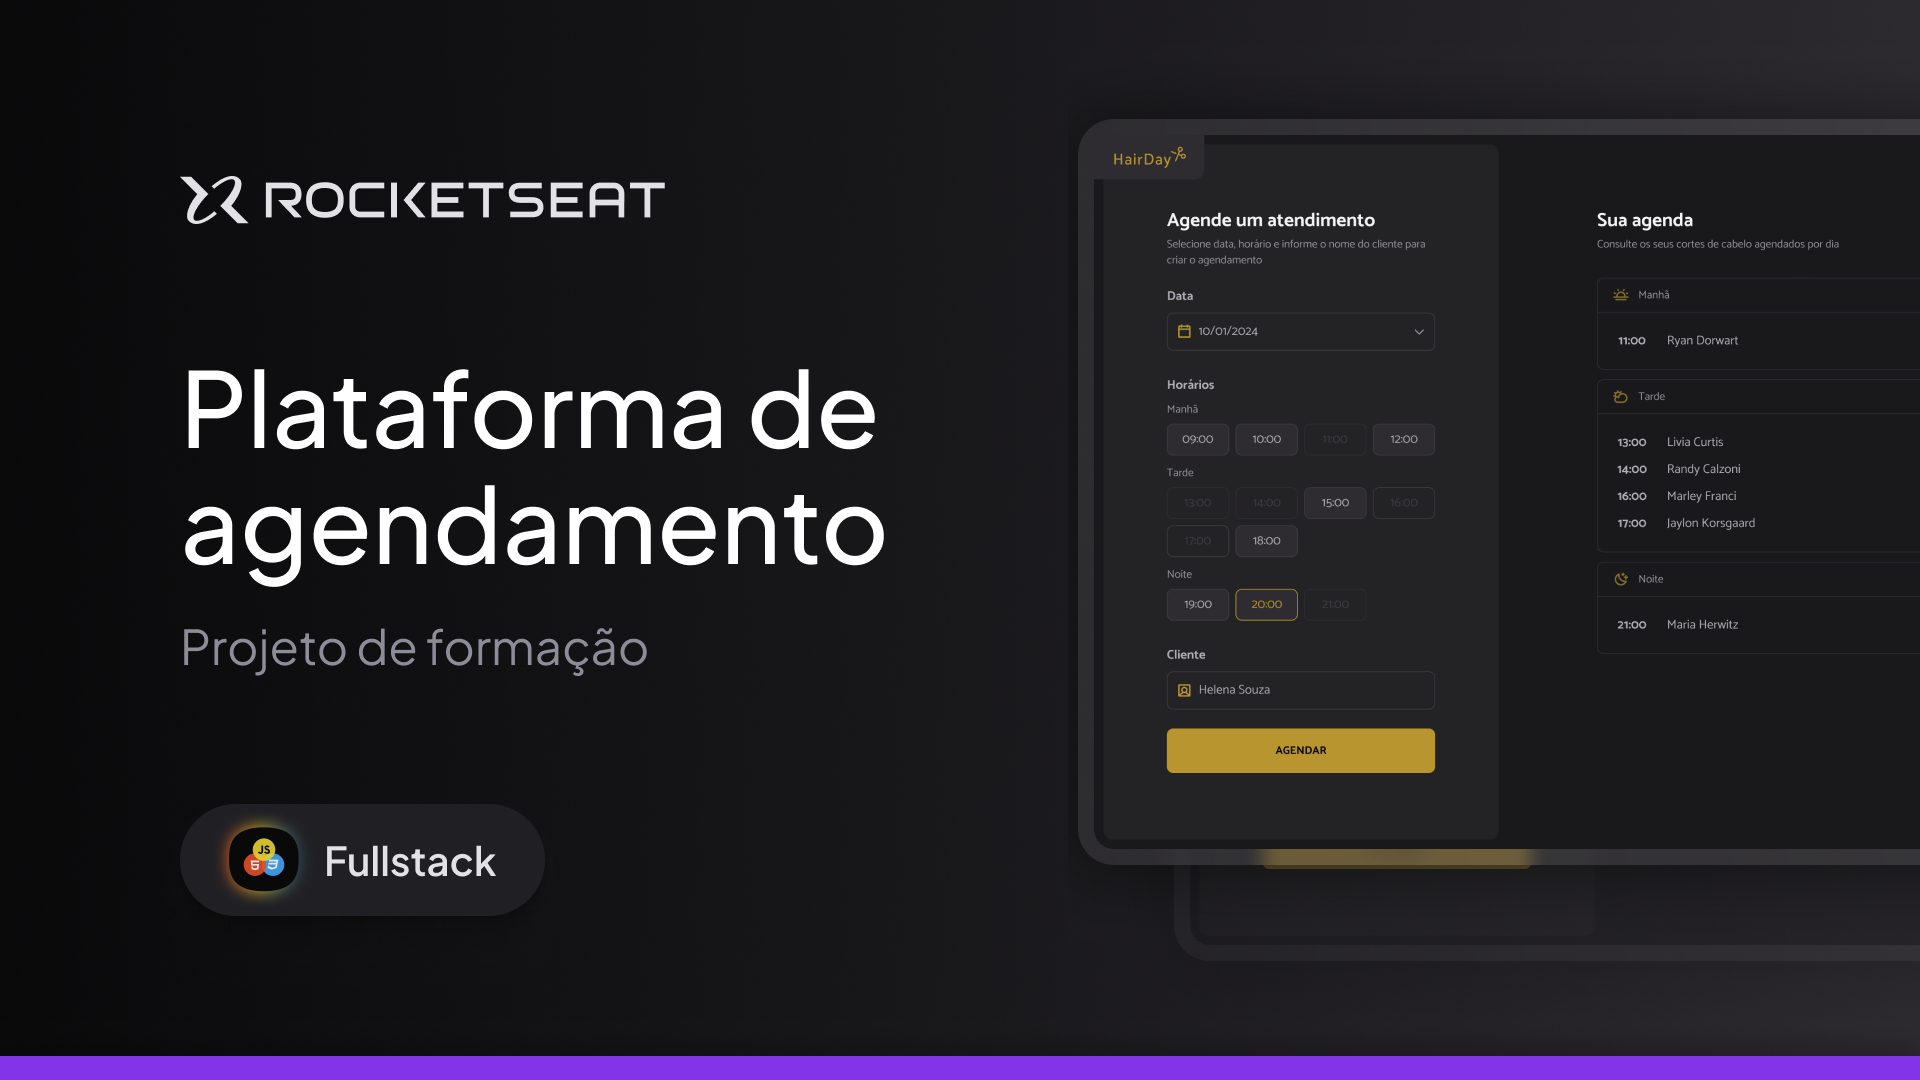 ROCKETSEAT
Plataforma de
agendamento
Projeto de formação
JS
5 3
Fullstack
HairDay
Agende um atendimento
Selecione data, horário e informe o nome do cliente para
criar o agendamento
Data
10/01/2024
Horários
Manhã
09:00 10:00 11:00 12:00
Tarde
13:00 14:00 15:00 16:00
17:00 18:00
Noite
19:00 20:00 21:00
Cliente
Helena Souza
AGENDAR
Sua agenda
Consulte os seus cortes de cabelo agendados por dia
Manhã
11:00 Ryan Dorwart
Tarde
13:00 Livia Curtis
14:00 Randy Calzoni
16:00 Marley Franci
17:00 Jaylon Korsgaard
Noite
21:00 Maria Herwitz